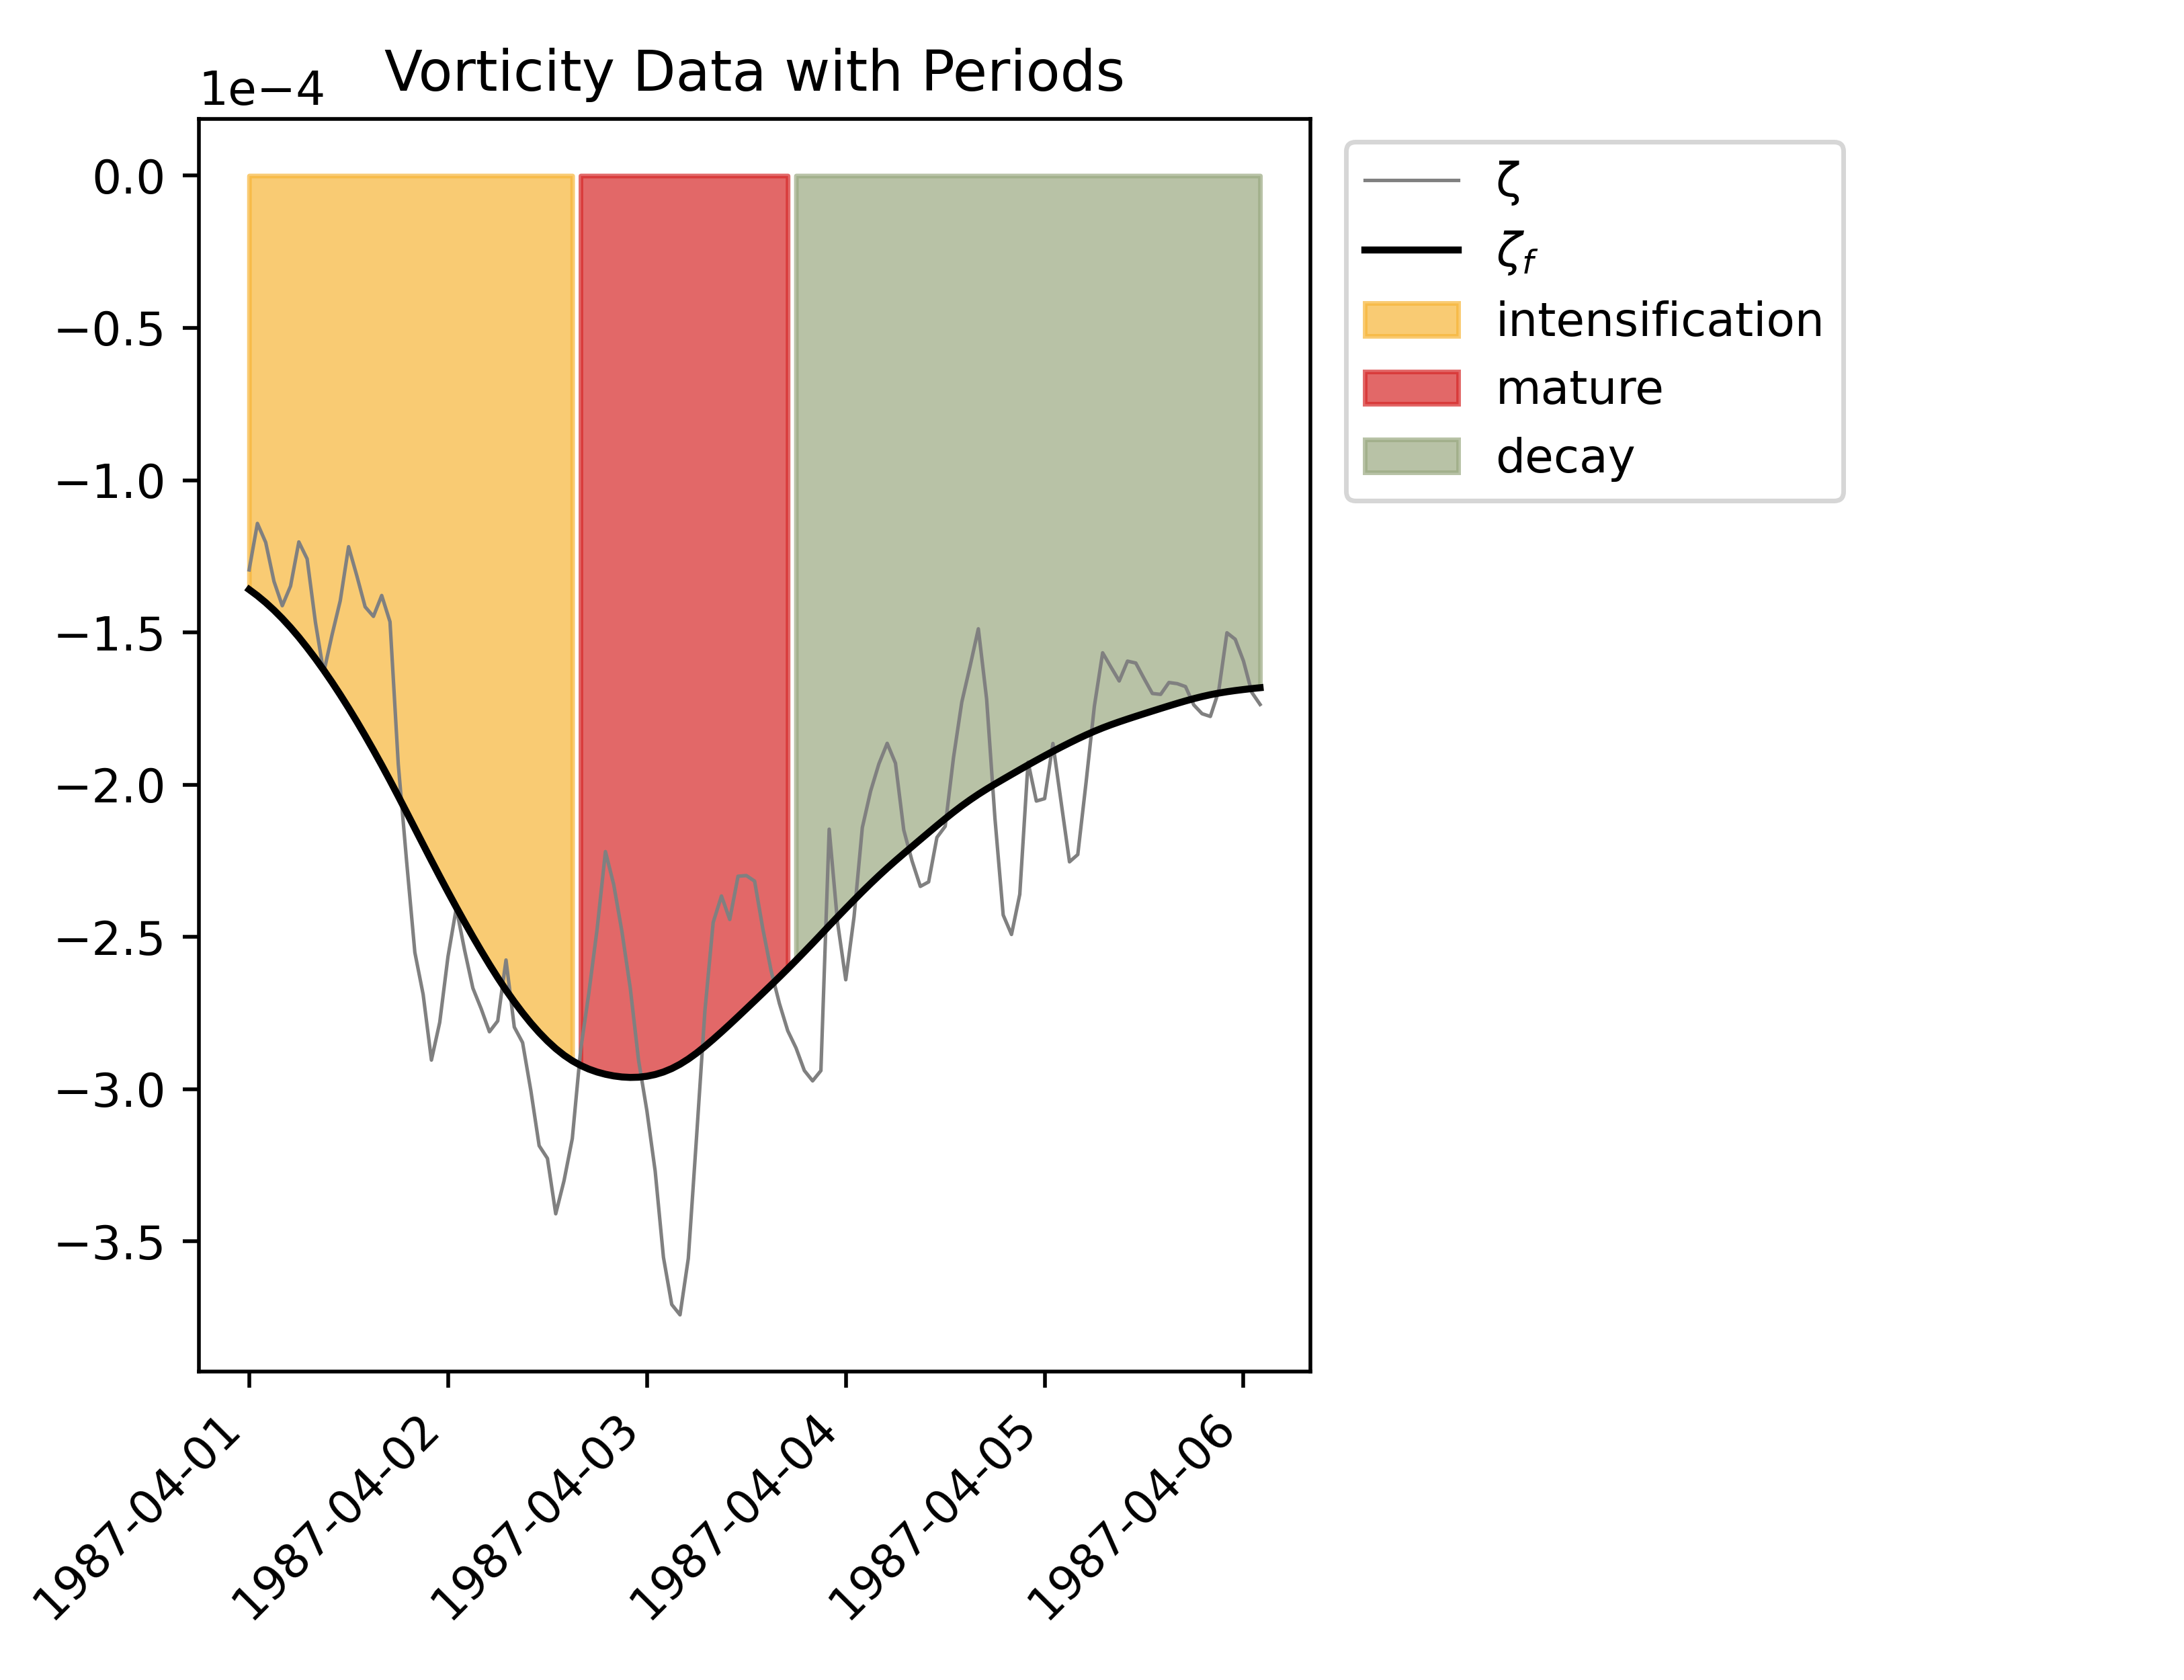 Vorticity Data with Periods
1e−4
0.0
−0.5
−1.0
−1.5
−2.0
−2.5
−3.0
−3.5
1987-04-01
1987-04-02
1987-04-03
1987-04-04
1987-04-05
1987-04-06
ζ
ζf
intensification
mature
decay